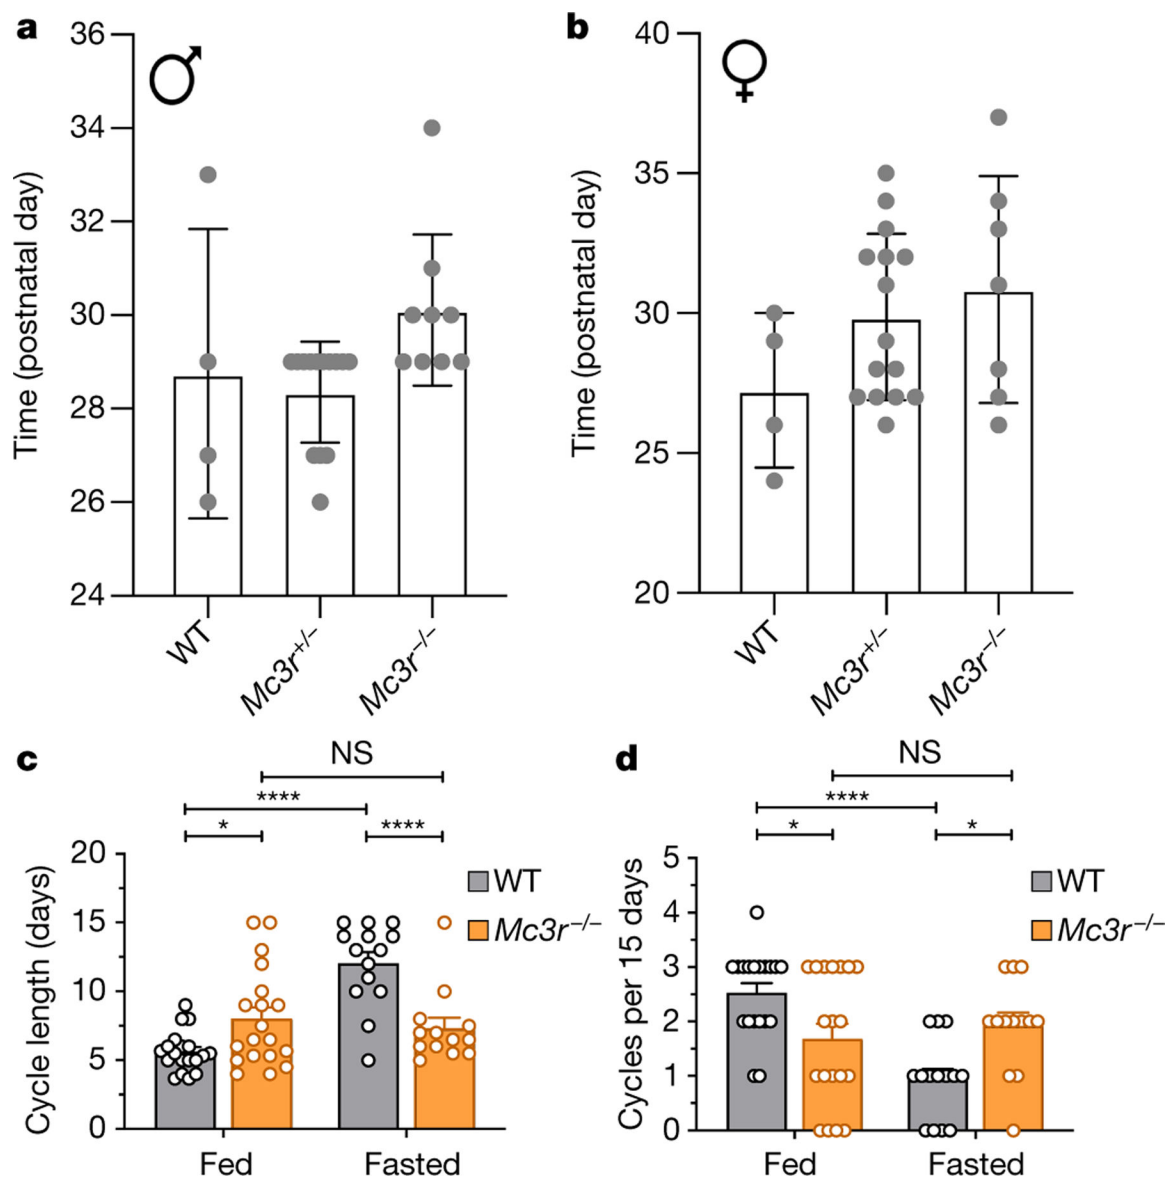 a
36
34
32
30
28
26
24
Time (postnatal day)
WT
Mc3r+/–
Mc3r−/−
b
40
35
30
25
20
Time (postnatal day)
WT
Mc3r+/–
Mc3r−/−
c
NS
****
*
****
20
15
10
5
0
Cycle length (days)
WT
Mc3r−/−
Fed
Fasted
d
NS
****
*
*
5
4
3
2
1
0
Cycles per 15 days
WT
Mc3r−/−
Fed
Fasted